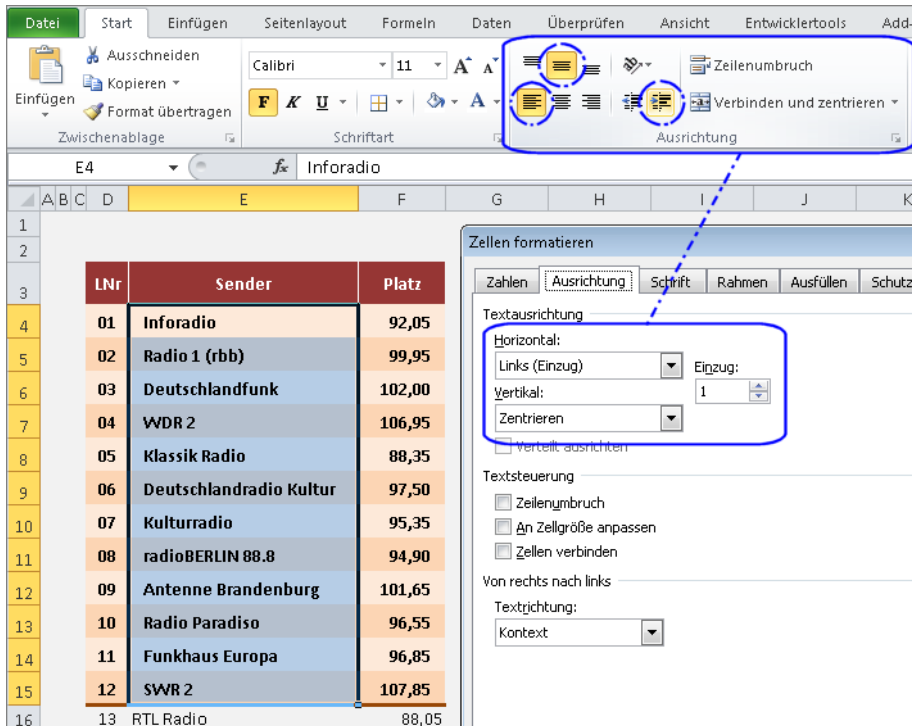 Datei Start Einfügen Seitenlayout Formeln Daten Überprüfen Ansicht Entwicklertools Add-
Ausschneiden
Kopieren
Format übertragen
Einfügen
Zwischenablage
Calibri 11 A A
F K U A
Schriftart
Zeilenumbruch
Verbinden und zentrieren
Ausrichtung
E4 fx Inforadio
A B C D E F G H I J K
1
2
3 LNr Sender Platz
4 01 Inforadio 92,05
5 02 Radio 1 (rbb) 99,95
6 03 Deutschlandfunk 102,00
7 04 WDR 2 106,95
8 05 Klassik Radio 88,35
9 06 Deutschlandradio Kultur 97,50
10 07 Kulturradio 95,35
11 08 radioBERLIN 88.8 94,90
12 09 Antenne Brandenburg 101,65
13 10 Radio Paradiso 96,55
14 11 Funkhaus Europa 96,85
15 12 SWR 2 107,85
16 13 RTL Radio 88,05
Zellen formatieren
Zahlen Ausrichtung Schrift Rahmen Ausfüllen Schutz
Textausrichtung
Horizontal:
Links (Einzug) Einzug:
Vertikal: 1
Zentrieren
Verteilt ausrichten
Textsteuerung
Zeilenumbruch
An Zellgröße anpassen
Zellen verbinden
Von rechts nach links
Textrichtung:
Kontext